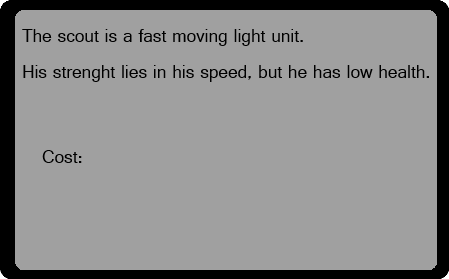 The scout is a fast moving light unit.
His strenght lies in his speed, but he has low health.
Cost: